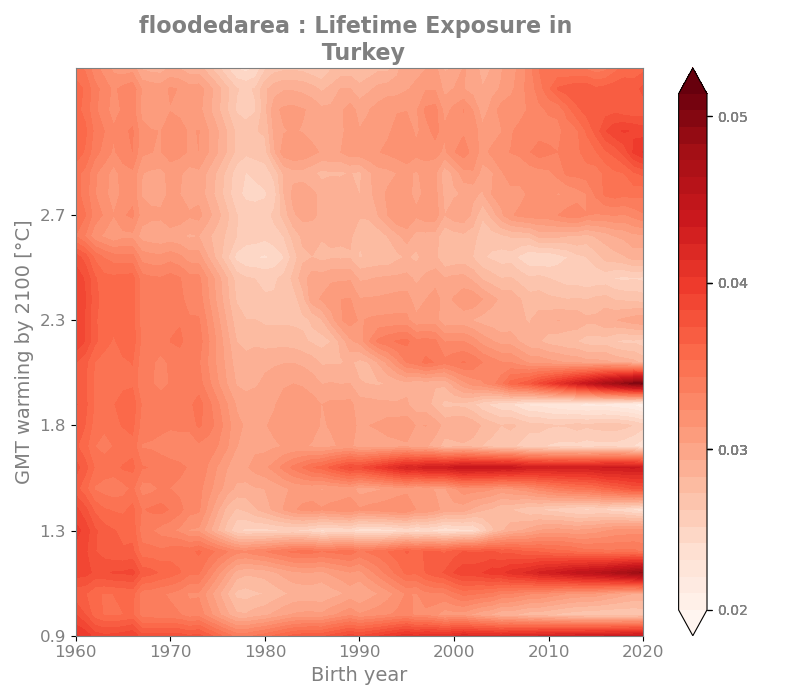 floodedarea : Lifetime Exposure in
Turkey
GMT warming by 2100 [°C]
2.7
2.3
1.8
1.3
0.9
1960 1970 1980 1990 2000 2010 2020
Birth year
0.05
0.04
0.03
0.02